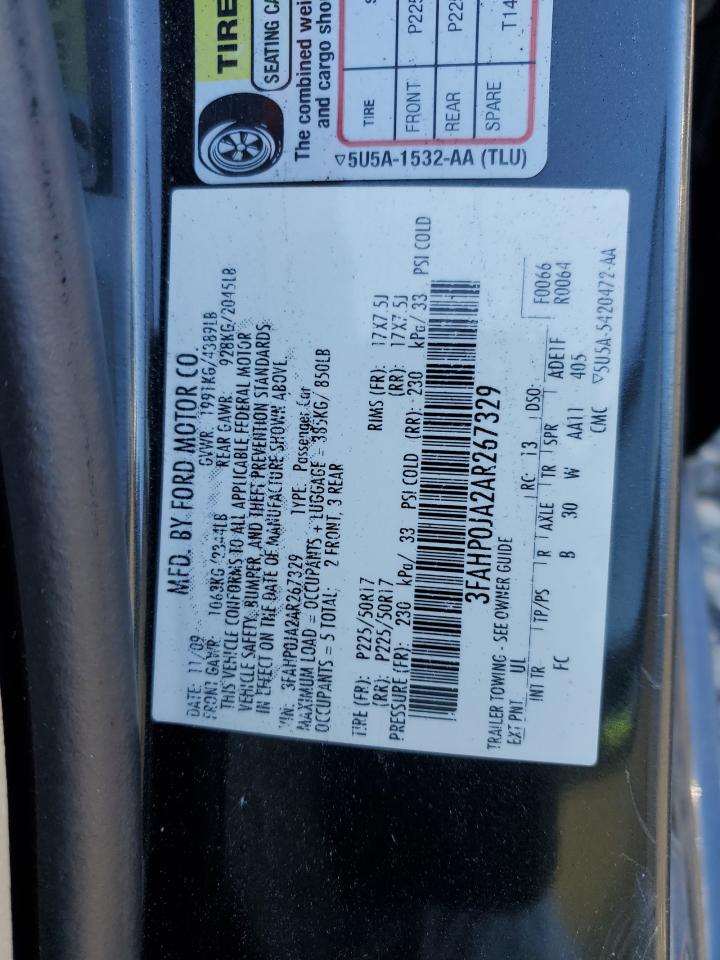 MFD. BY FORD MOTOR CO.
DATE: 11/09 GVWR: 1991KG/4389LB
FRONT GAWR: 1063KG/2344LB REAR GAWR: 928KG/2045LB
THIS VEHICLE CONFORMS TO ALL APPLICABLE FEDERAL MOTOR
VEHICLE SAFETY, BUMPER, AND THEFT PREVENTION STANDARDS
IN EFFECT ON THE DATE OF MANUFACTURE SHOWN ABOVE.
VIN: 3FAHP0JA2AR267329 TYPE: Passenger Car
MAXIMUM LOAD = OCCUPANTS + LUGGAGE = 385KG/ 850LB
OCCUPANTS = 5 TOTAL; 2 FRONT, 3 REAR
TIRE (FR): P225/50R17 RIMS (FR): 17X7.5J
(RR): P225/50R17 (RR): 17X7.5J
PRESSURE (FR): 230 kPa/ 33 PSI COLD (RR): 230 kPa/ 33 PSI COLD
3FAHP0JA2AR267329
TRAILER TOWING - SEE OWNER GUIDE
EXT PNT UL RC 13 DSO: F0066
R0064
INT TR TP/PS R AXLE TR SPR ADE1F
FC B 30 W AA11 405
CMC ▽5U5A-5420472-AA
TIRE
SEATING CA
The combined wei
and cargo sho
TIRE S
FRONT P225
REAR P225
SPARE T14
▽5U5A-1532-AA (TLU)